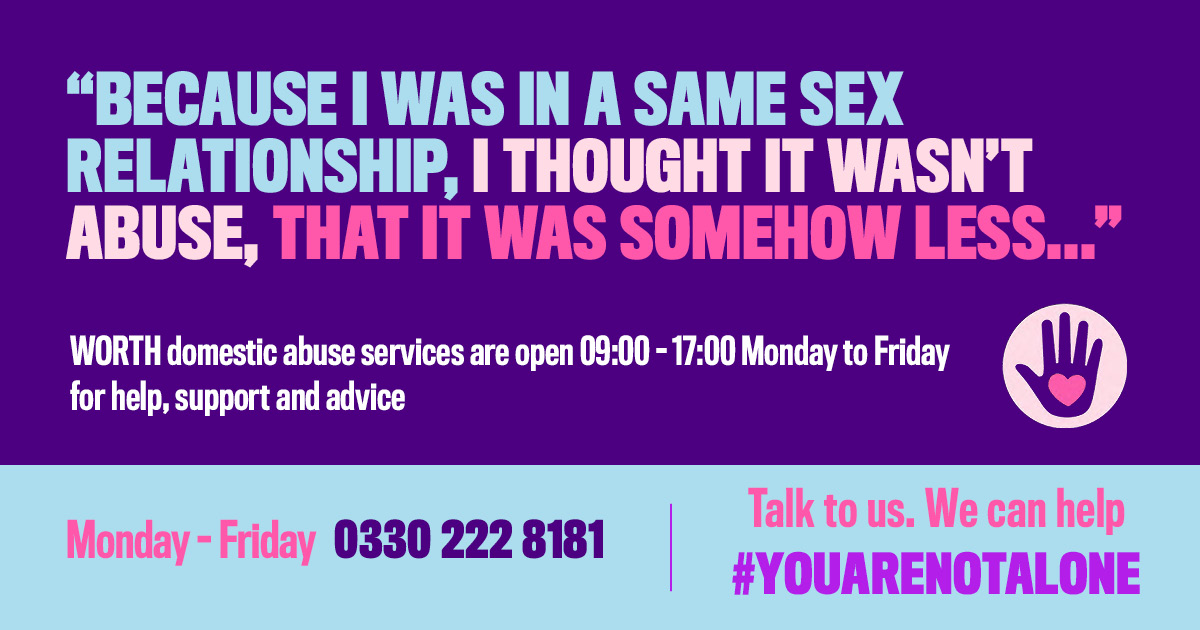 “BECAUSE I WAS IN A SAME SEX
RELATIONSHIP, I THOUGHT IT WASN’T
ABUSE, THAT IT WAS SOMEHOW LESS...”
WORTH domestic abuse services are open 09:00 - 17:00 Monday to Friday
for help, support and advice
Monday - Friday 0330 222 8181
Talk to us. We can help
#YOUARENOTALONE